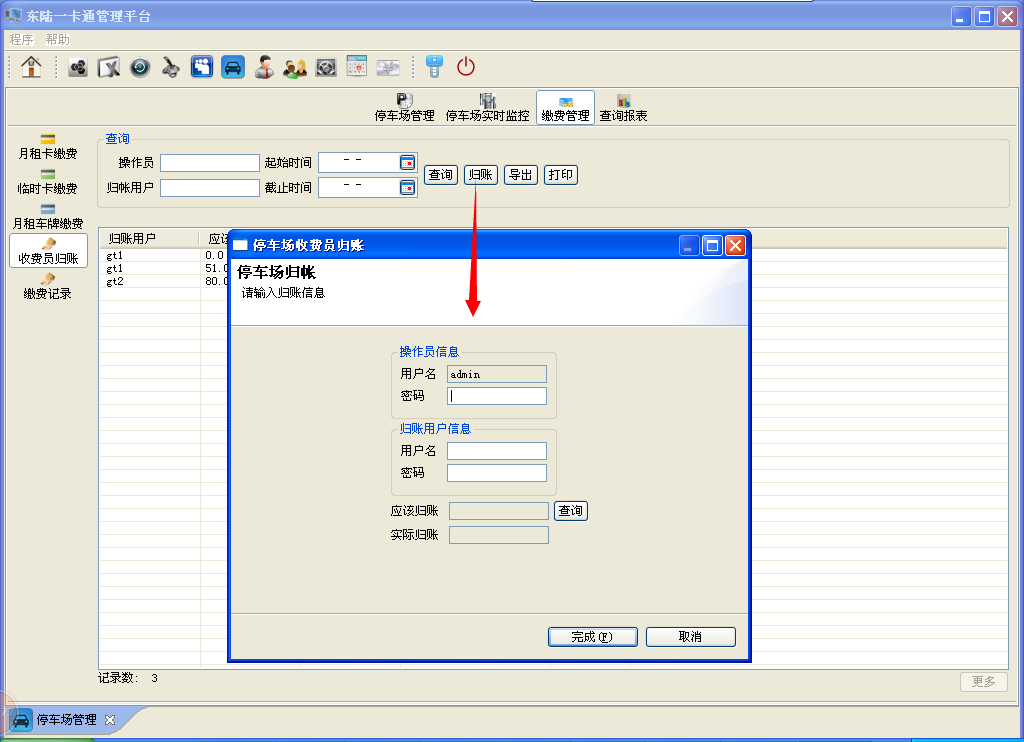 东陆一卡通管理平台
程序 帮助
停车场管理 停车场实时监控 缴费管理 查询报表
月租卡缴费
临时卡缴费
月租车牌缴费
收费员归账
缴费记录
查询
操作员 起始时间 - -
归帐用户 截止时间 - -
查询 归账 导出 打印
归账用户 应该
gt1 0.0
gt1 51.0
gt2 80.0
停车场收费员归账
停车场归帐
请输入归账信息
操作员信息
用户名 admin
密码
归账用户信息
用户名
密码
应该归账 查询
实际归账
完成(F) 取消
记录数: 3
更多
停车场管理